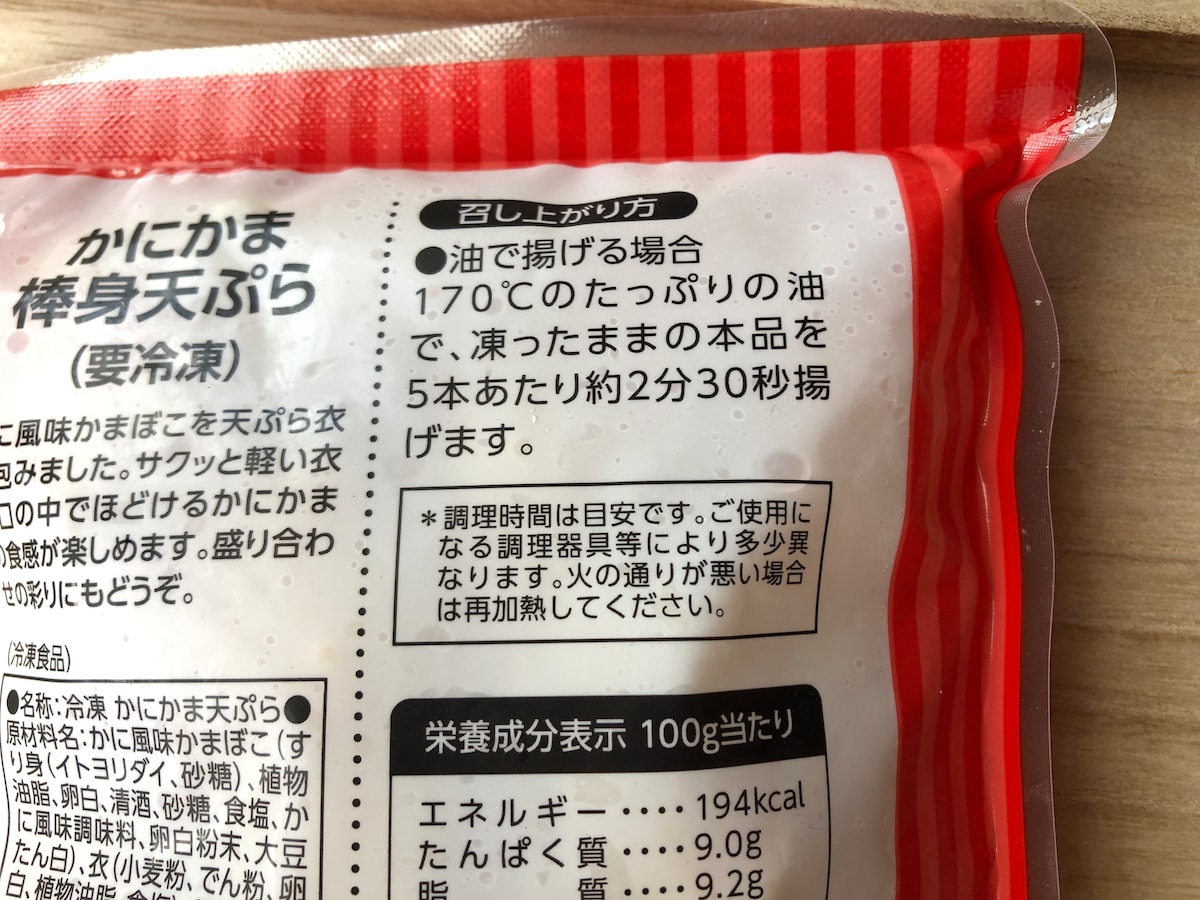 かにかま
棒身天ぷら
(要冷凍)
に風味かまぼこを天ぷら衣
包みました。サクッと軽い衣
口の中でほどけるかにかま
の食感が楽しめます。盛り合わ
せの彩りにもどうぞ。
(冷凍食品)
●名称:冷凍 かにかま天ぷら●
原材料名:かに風味かまぼこ(す
り身(イトヨリダイ、砂糖)、植物
油脂、卵白、清酒、砂糖、食塩、か
に風味調味料、卵白粉末、大豆
たん白)、衣(小麦粉、でん粉、卵
白、植物油脂、食塩)
召し上がり方
●油で揚げる場合
170℃のたっぷりの油
で、凍ったままの本品を
5本あたり約2分30秒揚
げます。
*調理時間は目安です。ご使用に
なる調理器具等により多少異
なります。火の通りが悪い場合
は再加熱してください。
栄養成分表示 100g当たり
エネルギー‥‥194kcal
たんぱく質‥‥9.0g
脂質‥‥9.2g